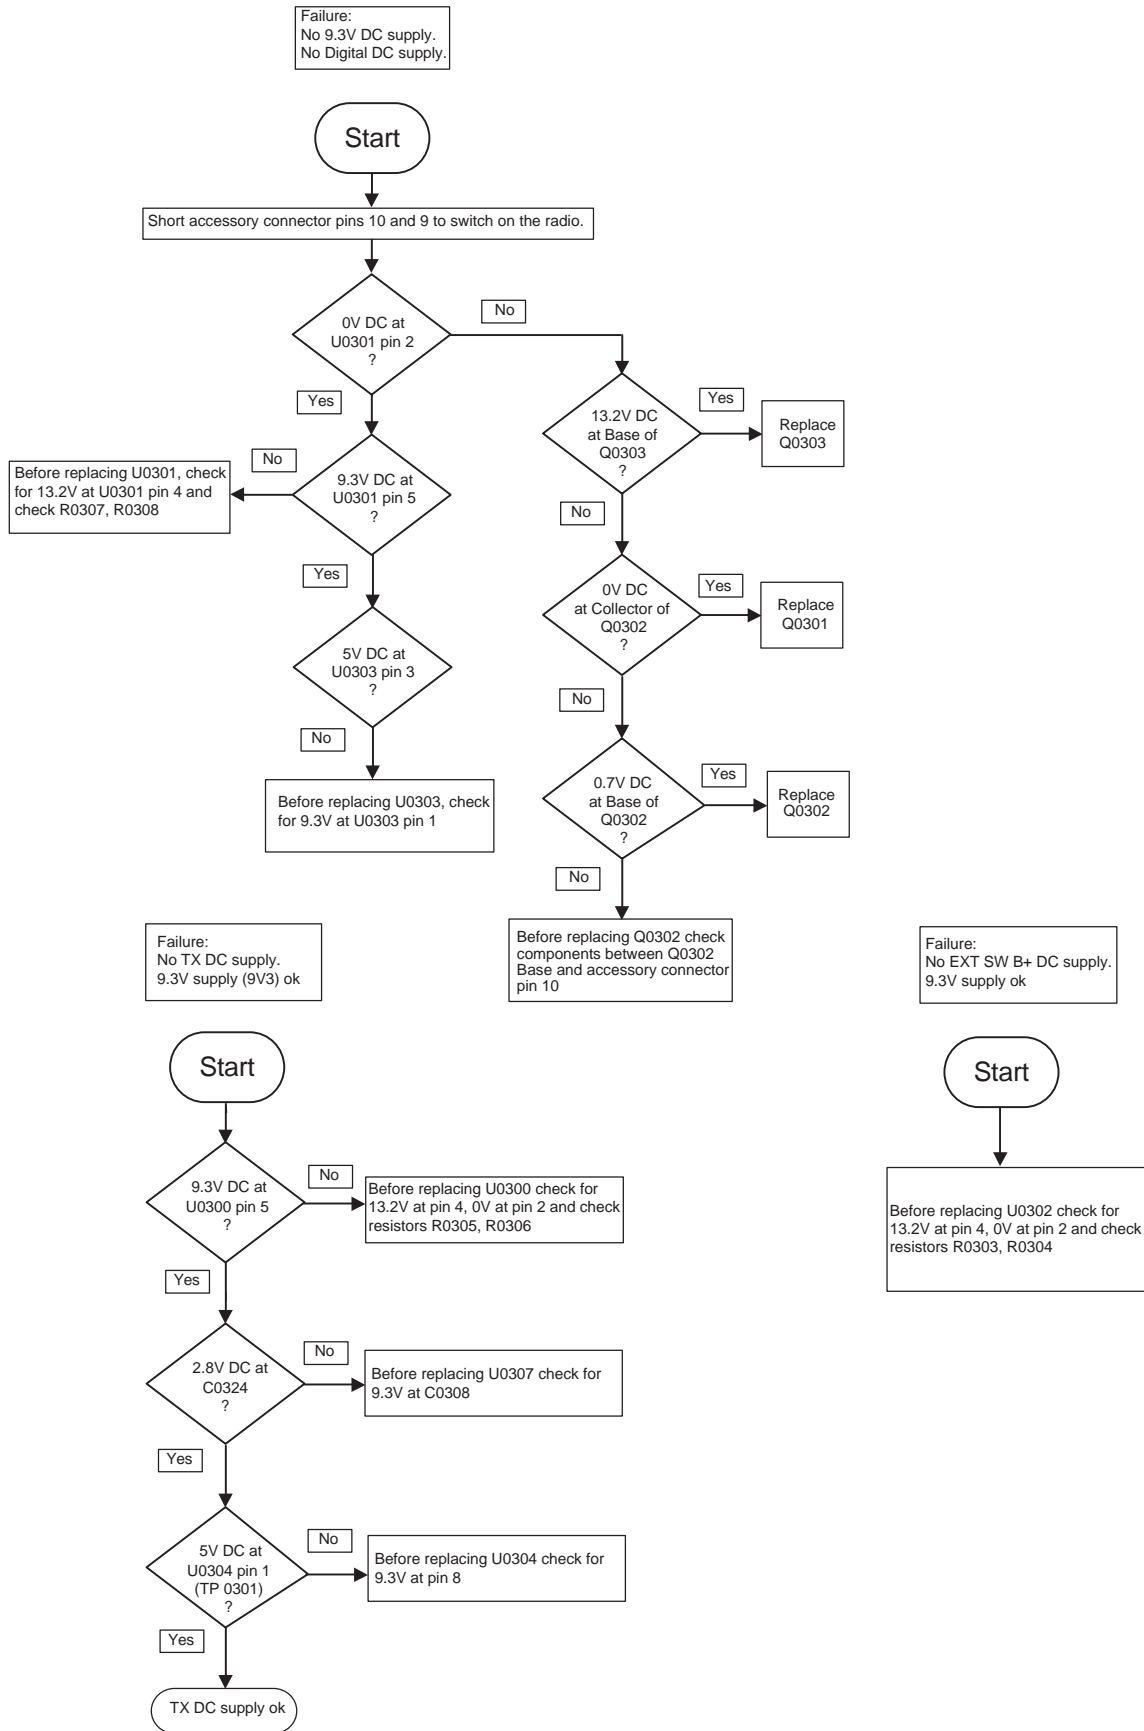 Failure:
No 9.3V DC supply.
No Digital DC supply.
Start
Short accessory connector pins 10 and 9 to switch on the radio.
0V DC at
U0301 pin 2
?
No
Yes
13.2V DC
at Base of
Q0303
?
Yes
Replace
Q0303
9.3V DC at
U0301 pin 5
?
No
Before replacing U0301, check
for 13.2V at U0301 pin 4 and
check R0307, R0308
No
Yes
0V DC
at Collector of
Q0302
?
Yes
Replace
Q0301
5V DC at
U0303 pin 3
?
No
No
0.7V DC
at Base of
Q0302
?
Yes
Replace
Q0302
Before replacing U0303, check
for 9.3V at U0303 pin 1
No
Before replacing Q0302 check
components between Q0302
Base and accessory connector
pin 10
Failure:
No TX DC supply.
9.3V supply (9V3) ok
Start
9.3V DC at
U0300 pin 5
?
No
Before replacing U0300 check for
13.2V at pin 4, 0V at pin 2 and check
resistors R0305, R0306
Yes
2.8V DC at
C0324
?
No
Before replacing U0307 check for
9.3V at C0308
Yes
5V DC at
U0304 pin 1
(TP 0301)
?
No
Before replacing U0304 check for
9.3V at pin 8
Yes
TX DC supply ok
Failure:
No EXT SW B+ DC supply.
9.3V supply ok
Start
Before replacing U0302 check for
13.2V at pin 4, 0V at pin 2 and check
resistors R0303, R0304